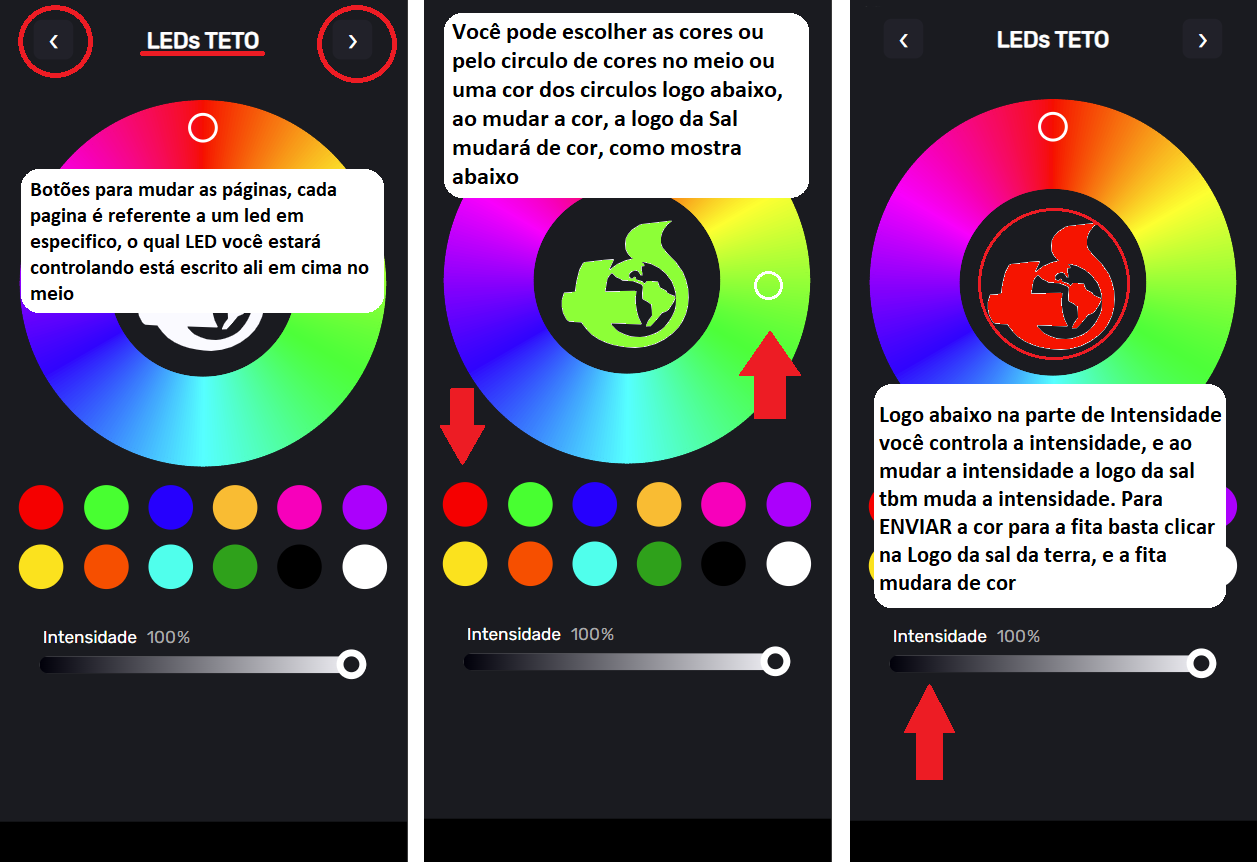 LEDs TETO
Botões para mudar as páginas, cada
pagina é referente a um led em
especifico, o qual LED você estará
controlando está escrito ali em cima no
meio
Intensidade 100%
Você pode escolher as cores ou
pelo circulo de cores no meio ou
uma cor dos circulos logo abaixo,
ao mudar a cor, a logo da Sal
mudará de cor, como mostra
abaixo
Intensidade 100%
LEDs TETO
Logo abaixo na parte de Intensidade
você controla a intensidade, e ao
mudar a intensidade a logo da sal
tbm muda a intensidade. Para
ENVIAR a cor para a fita basta clicar
na Logo da sal da terra, e a fita
mudara de cor
Intensidade 100%